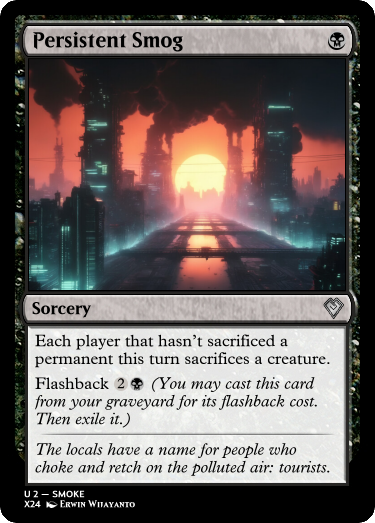 Persistent Smog
Sorcery
Each player that hasn't sacrificed a
permanent this turn sacrifices a creature.
Flashback 2 (You may cast this card
from your graveyard for its flashback cost.
Then exile it.)
The locals have a name for people who
choke and retch on the polluted air: tourists.
U 2 — SMOKE
X24 Erwin Wijayanto